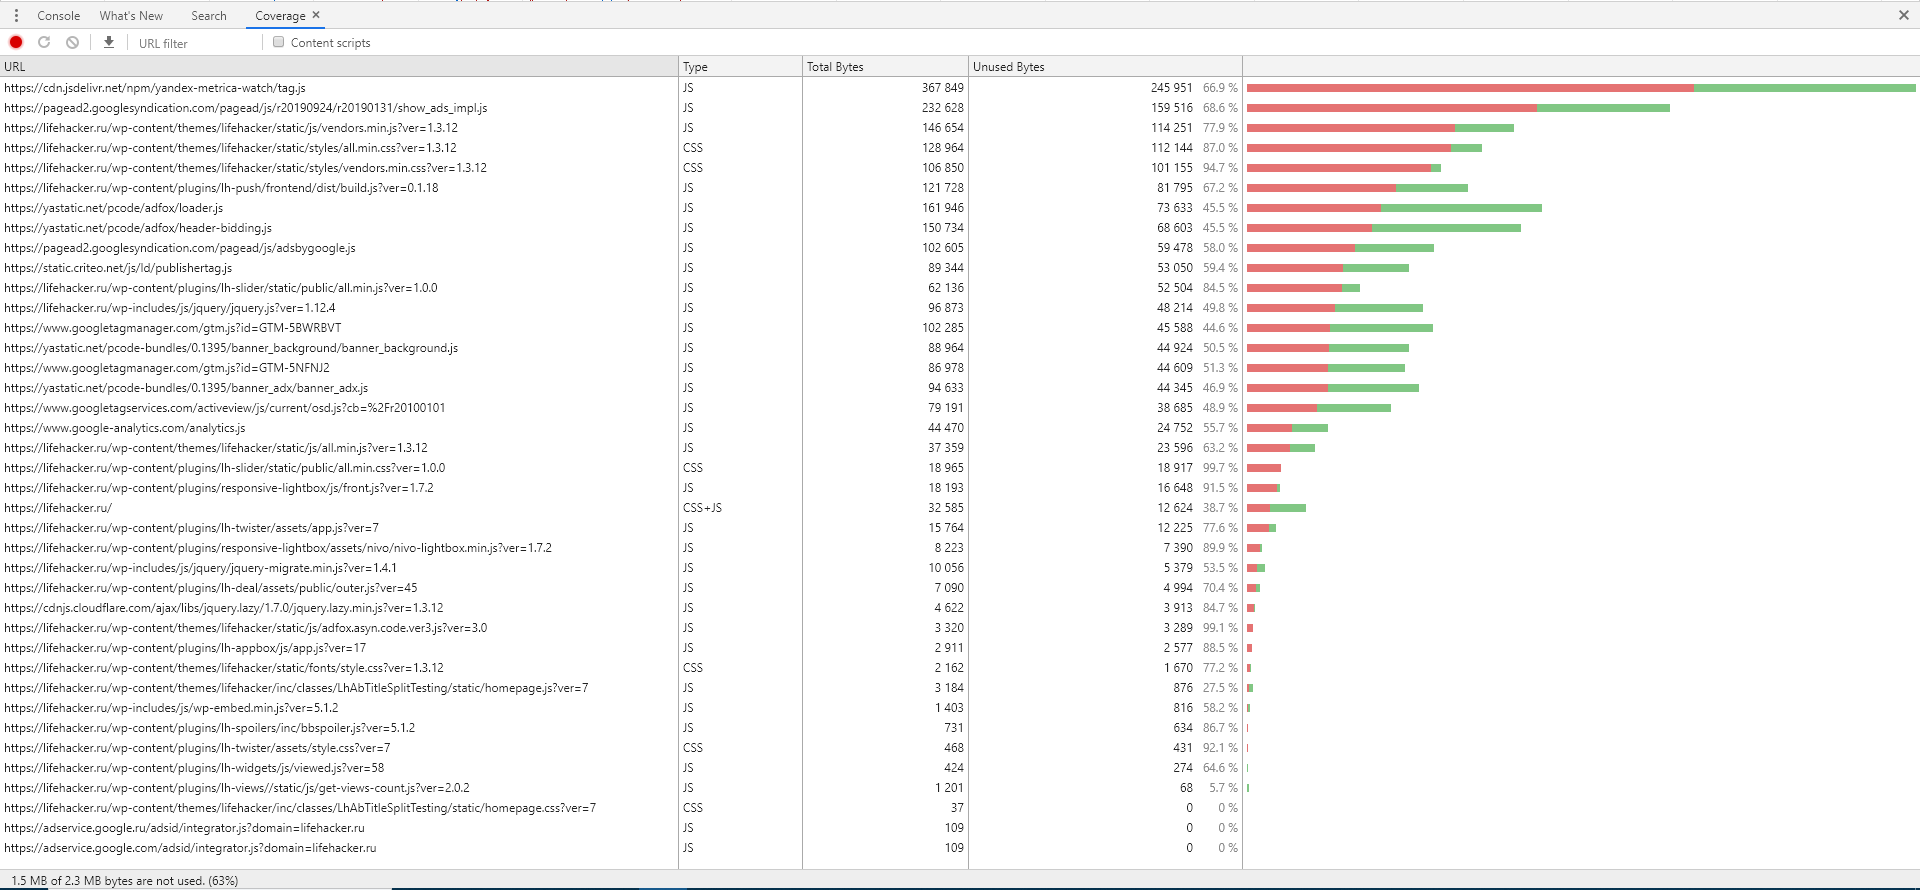 Console What's New Search Coverage ×
URL filter Content scripts
URL Type Total Bytes Unused Bytes
https://cdn.jsdelivr.net/npm/yandex-metrica-watch/tag.js JS 367 849 245 951 66.9 %
https://pagead2.googlesyndication.com/pagead/js/r20190924/r20190131/show_ads_impl.js JS 232 628 159 516 68.6 %
https://lifehacker.ru/wp-content/themes/lifehacker/static/js/vendors.min.js?ver=1.3.12 JS 146 654 114 251 77.9 %
https://lifehacker.ru/wp-content/themes/lifehacker/static/styles/all.min.css?ver=1.3.12 CSS 128 964 112 144 87.0 %
https://lifehacker.ru/wp-content/themes/lifehacker/static/styles/vendors.min.css?ver=1.3.12 CSS 106 850 101 155 94.7 %
https://lifehacker.ru/wp-content/plugins/lh-push/frontend/dist/build.js?ver=0.1.18 JS 121 728 81 795 67.2 %
https://yastatic.net/pcode/adfox/loader.js JS 161 946 73 633 45.5 %
https://yastatic.net/pcode/adfox/header-bidding.js JS 150 734 68 603 45.5 %
https://pagead2.googlesyndication.com/pagead/js/adsbygoogle.js JS 102 605 59 478 58.0 %
https://static.criteo.net/js/ld/publishertag.js JS 89 344 53 050 59.4 %
https://lifehacker.ru/wp-content/plugins/lh-slider/static/public/all.min.js?ver=1.0.0 JS 62 136 52 504 84.5 %
https://lifehacker.ru/wp-includes/js/jquery/jquery.js?ver=1.12.4 JS 96 873 48 214 49.8 %
https://www.googletagmanager.com/gtm.js?id=GTM-5BWRBVT JS 102 285 45 588 44.6 %
https://yastatic.net/pcode-bundles/0.1395/banner_background/banner_background.js JS 88 964 44 924 50.5 %
https://www.googletagmanager.com/gtm.js?id=GTM-5NFNJ2 JS 86 978 44 609 51.3 %
https://yastatic.net/pcode-bundles/0.1395/banner_adx/banner_adx.js JS 94 633 44 345 46.9 %
https://www.googletagservices.com/activeview/js/current/osd.js?cb=%2Fr20100101 JS 79 191 38 685 48.9 %
https://www.google-analytics.com/analytics.js JS 44 470 24 752 55.7 %
https://lifehacker.ru/wp-content/themes/lifehacker/static/js/all.min.js?ver=1.3.12 JS 37 359 23 596 63.2 %
https://lifehacker.ru/wp-content/plugins/lh-slider/static/public/all.min.css?ver=1.0.0 CSS 18 965 18 917 99.7 %
https://lifehacker.ru/wp-content/plugins/responsive-lightbox/js/front.js?ver=1.7.2 JS 18 193 16 648 91.5 %
https://lifehacker.ru/ CSS+JS 32 585 12 624 38.7 %
https://lifehacker.ru/wp-content/plugins/lh-twister/assets/app.js?ver=7 JS 15 764 12 225 77.6 %
https://lifehacker.ru/wp-content/plugins/responsive-lightbox/assets/nivo/nivo-lightbox.min.js?ver=1.7.2 JS 8 223 7 390 89.9 %
https://lifehacker.ru/wp-includes/js/jquery/jquery-migrate.min.js?ver=1.4.1 JS 10 056 5 379 53.5 %
https://lifehacker.ru/wp-content/plugins/lh-deal/assets/public/outer.js?ver=45 JS 7 090 4 994 70.4 %
https://cdnjs.cloudflare.com/ajax/libs/jquery.lazy/1.7.0/jquery.lazy.min.js?ver=1.3.12 JS 4 622 3 913 84.7 %
https://lifehacker.ru/wp-content/themes/lifehacker/static/js/adfox.asyn.code.ver3.js?ver=3.0 JS 3 320 3 289 99.1 %
https://lifehacker.ru/wp-content/plugins/lh-appbox/js/app.js?ver=17 JS 2 911 2 577 88.5 %
https://lifehacker.ru/wp-content/themes/lifehacker/static/fonts/style.css?ver=1.3.12 CSS 2 162 1 670 77.2 %
https://lifehacker.ru/wp-content/themes/lifehacker/inc/classes/LhAbTitleSplitTesting/static/homepage.js?ver=7 JS 3 184 876 27.5 %
https://lifehacker.ru/wp-includes/js/wp-embed.min.js?ver=5.1.2 JS 1 403 816 58.2 %
https://lifehacker.ru/wp-content/plugins/lh-spoilers/inc/bbspoiler.js?ver=5.1.2 JS 731 634 86.7 %
https://lifehacker.ru/wp-content/plugins/lh-twister/assets/style.css?ver=7 CSS 468 431 92.1 %
https://lifehacker.ru/wp-content/plugins/lh-widgets/js/viewed.js?ver=58 JS 424 274 64.6 %
https://lifehacker.ru/wp-content/plugins/lh-views//static/js/get-views-count.js?ver=2.0.2 JS 1 201 68 5.7 %
https://lifehacker.ru/wp-content/themes/lifehacker/inc/classes/LhAbTitleSplitTesting/static/homepage.css?ver=7 CSS 37 0 0 %
https://adservice.google.ru/adsid/integrator.js?domain=lifehacker.ru JS 109 0 0 %
https://adservice.google.com/adsid/integrator.js?domain=lifehacker.ru JS 109 0 0 %
1.5 MB of 2.3 MB bytes are not used. (63%)